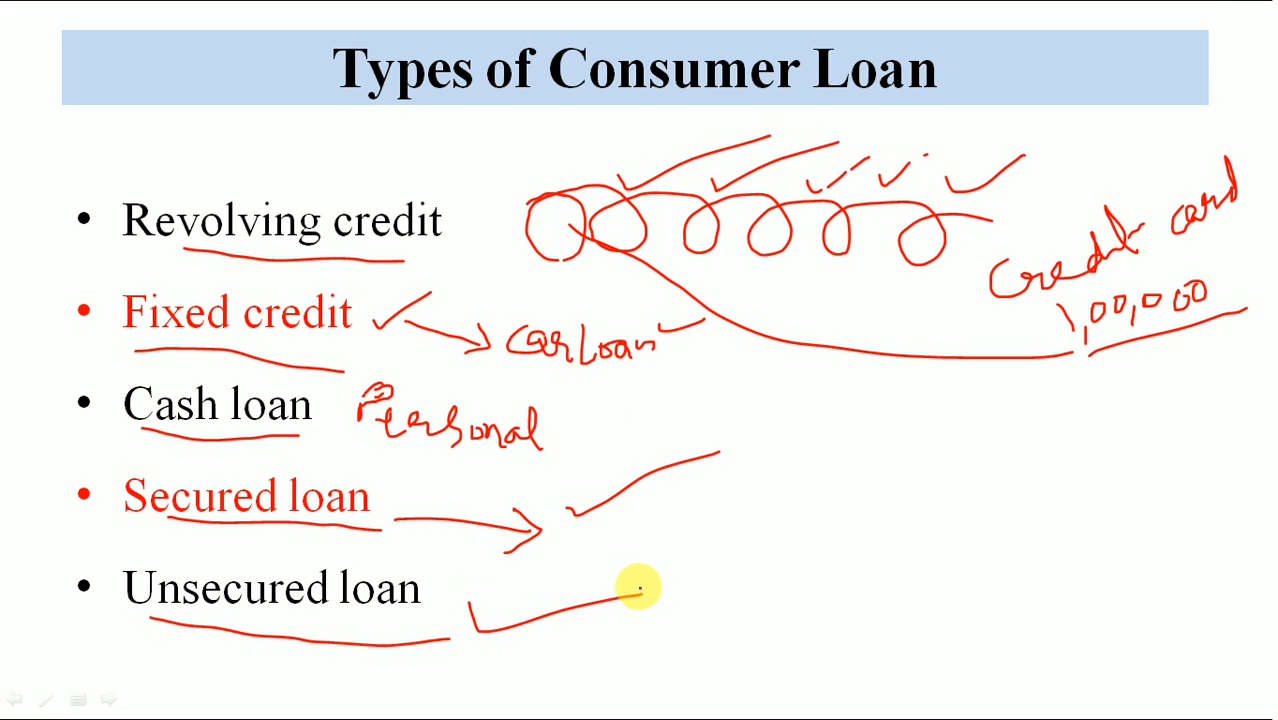 Types of Consumer Loan
• Revolving credit
Credit card
1,00,000
• Fixed credit
Car Loan
• Cash loan
Personal
• Secured loan
• Unsecured loan